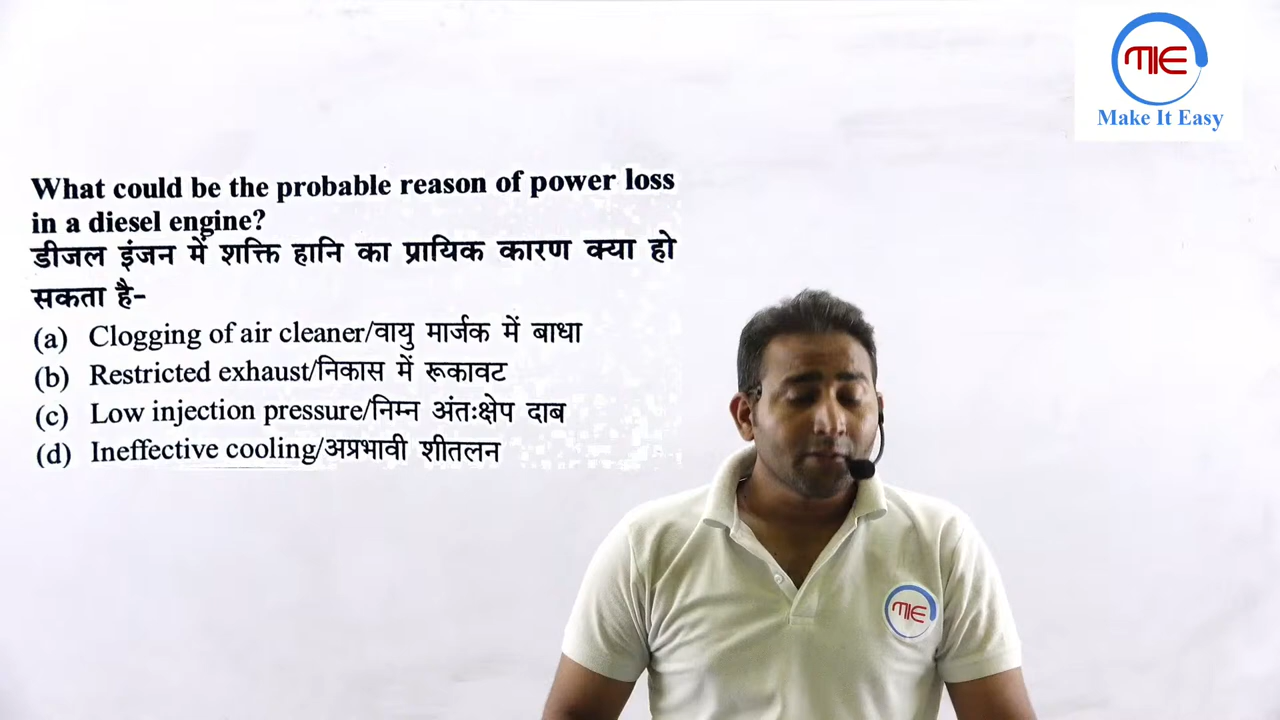 MIE
Make It Easy
What could be the probable reason of power loss
in a diesel engine?
डीजल इंजन में शक्ति हानि का प्रायिक कारण क्या हो
सकता है-
(a) Clogging of air cleaner/वायु मार्जक में बाधा
(b) Restricted exhaust/निकास में रूकावट
(c) Low injection pressure/निम्न अंतःक्षेप दाब
(d) Ineffective cooling/अप्रभावी शीतलन
MIE